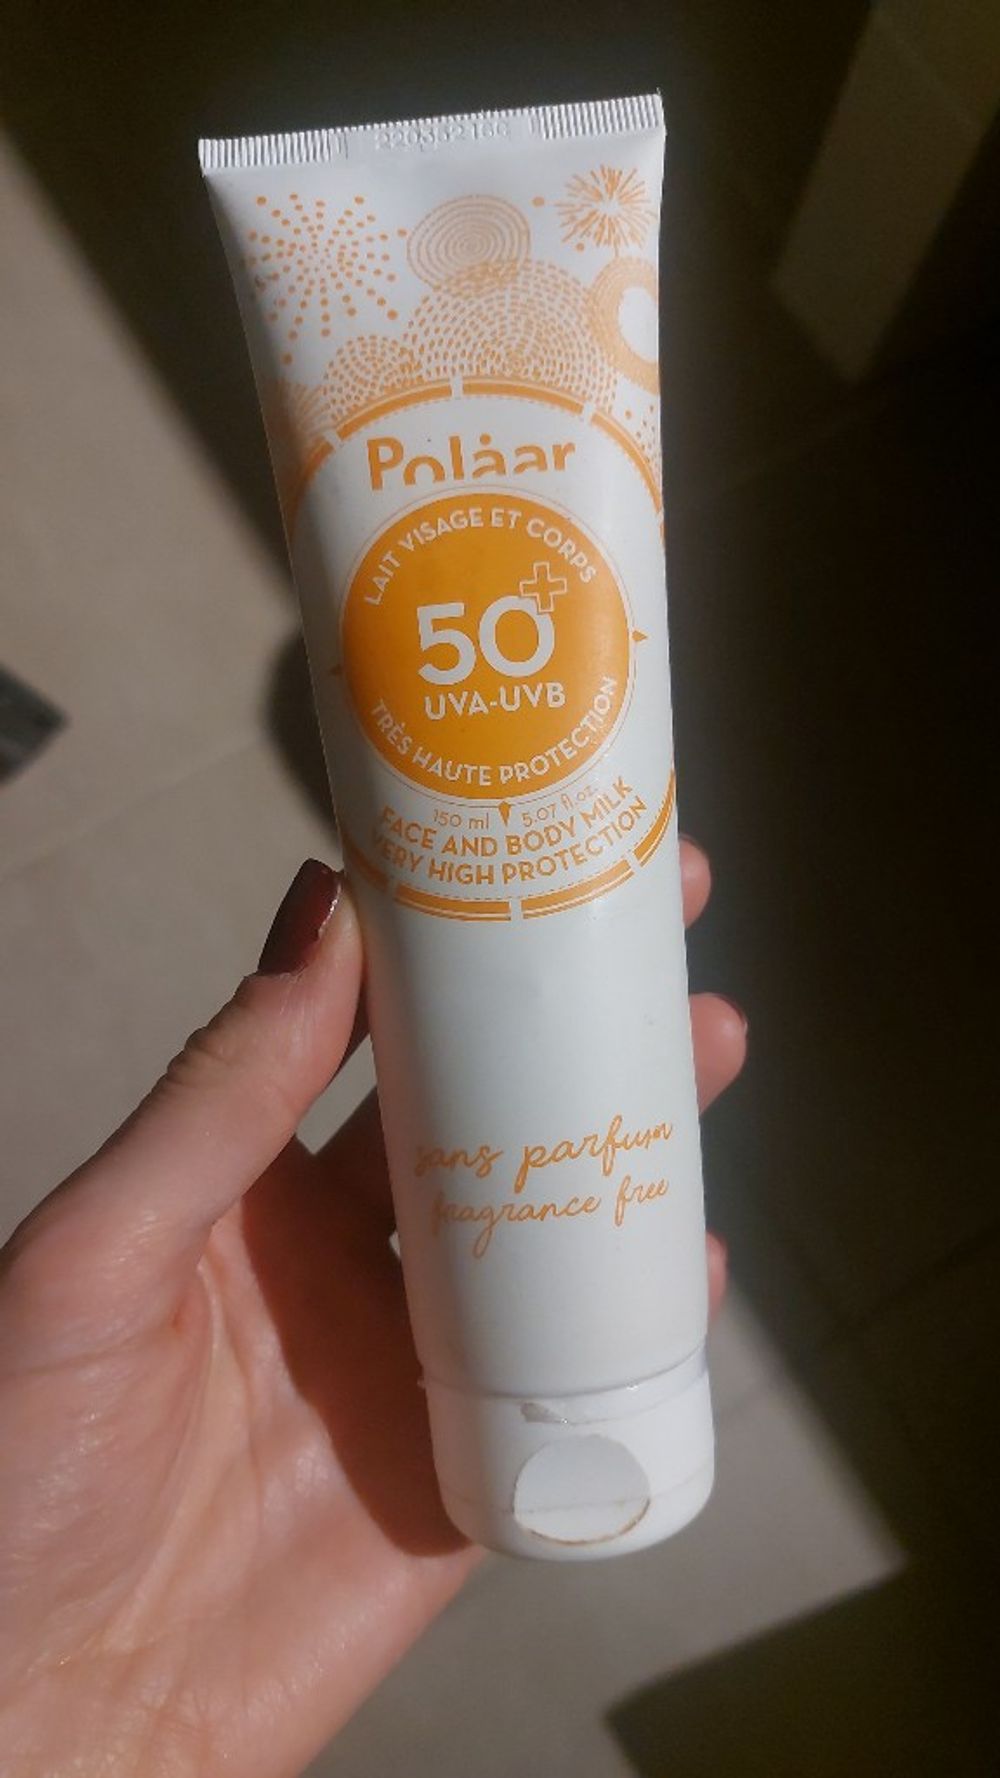 Polåar
LAIT VISAGE ET CORPS
50+
UVA-UVB
TRÈS HAUTE PROTECTION
150 ml 5.07 fl.oz.
FACE AND BODY MILK
VERY HIGH PROTECTION
sans parfum
fragrance free